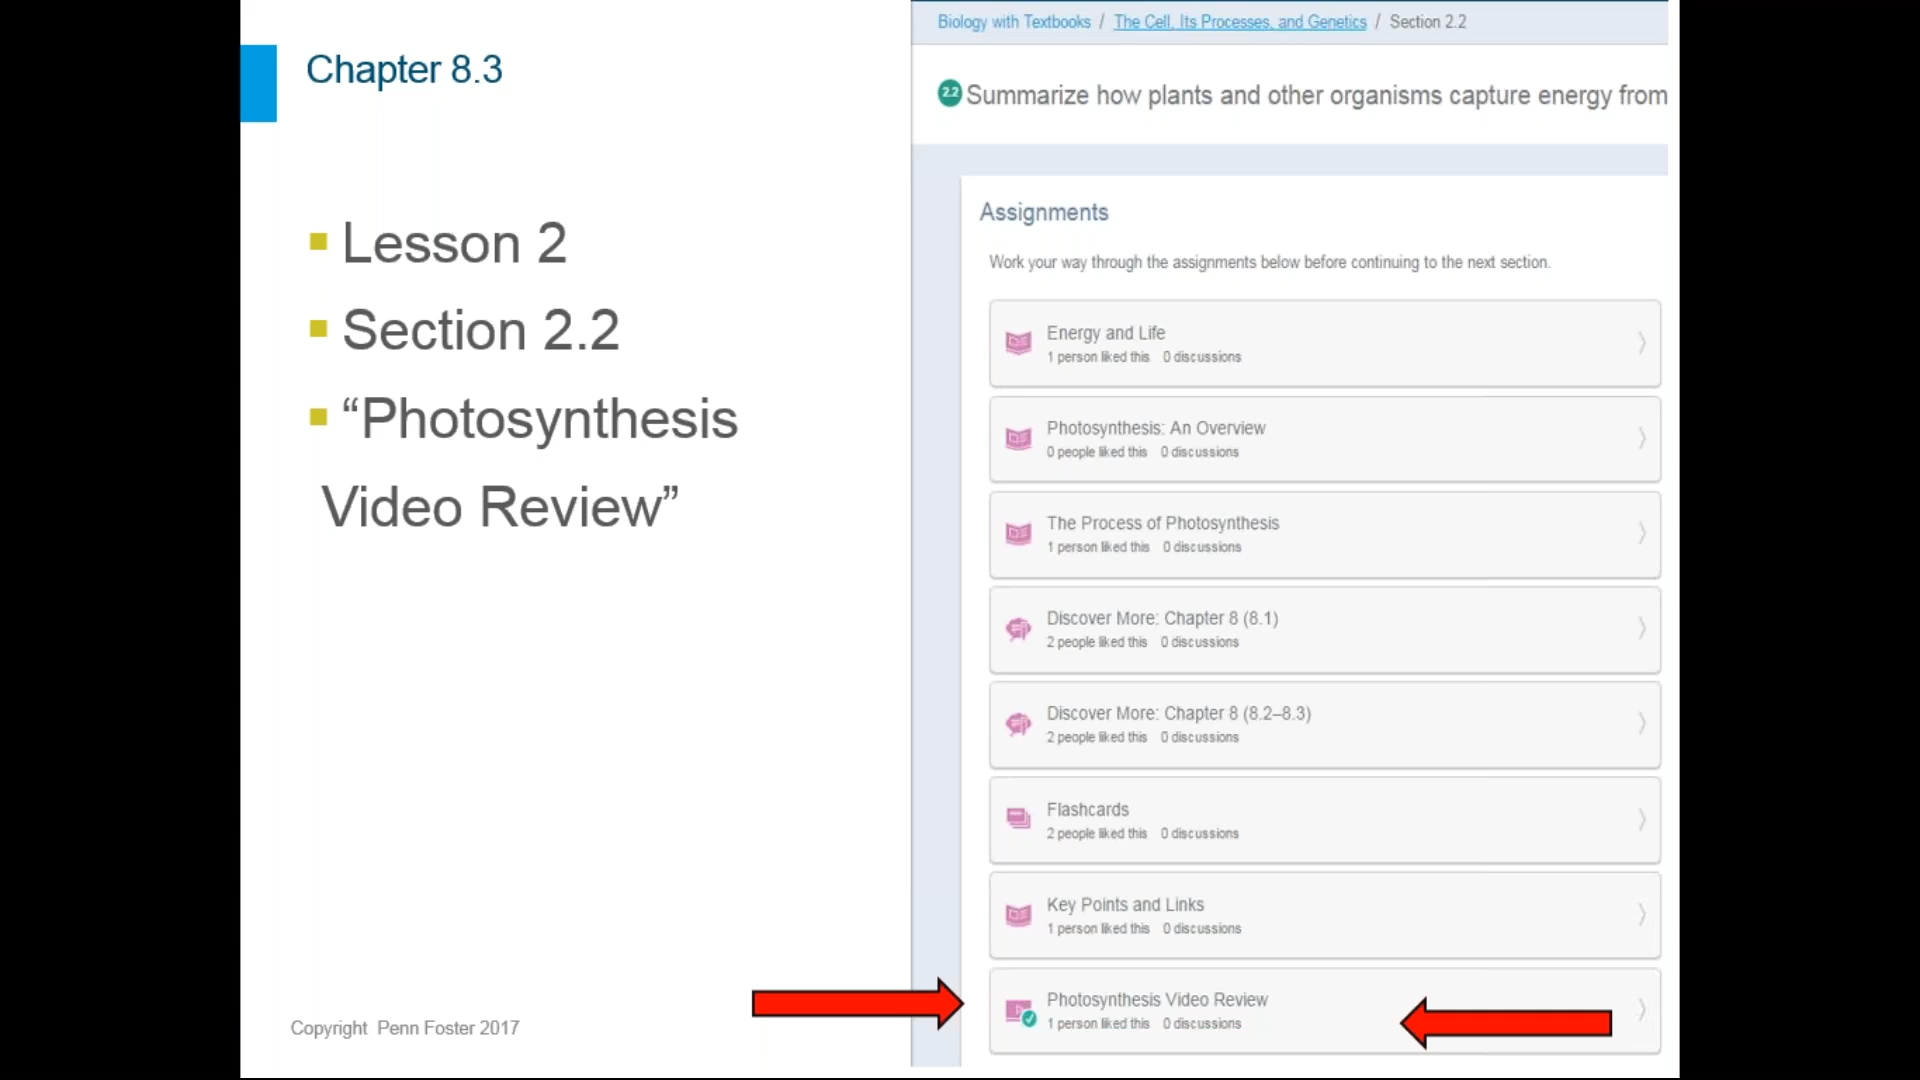 Chapter 8.3
Lesson 2
Section 2.2
“Photosynthesis
Video Review”
Copyright Penn Foster 2017
Biology with Textbooks / The Cell, Its Processes, and Genetics / Section 2.2
2.2 Summarize how plants and other organisms capture energy from
Assignments
Work your way through the assignments below before continuing to the next section.
Energy and Life
1 person liked this 0 discussions
Photosynthesis: An Overview
0 people liked this 0 discussions
The Process of Photosynthesis
1 person liked this 0 discussions
Discover More: Chapter 8 (8.1)
2 people liked this 0 discussions
Discover More: Chapter 8 (8.2–8.3)
2 people liked this 0 discussions
Flashcards
2 people liked this 0 discussions
Key Points and Links
1 person liked this 0 discussions
Photosynthesis Video Review
1 person liked this 0 discussions